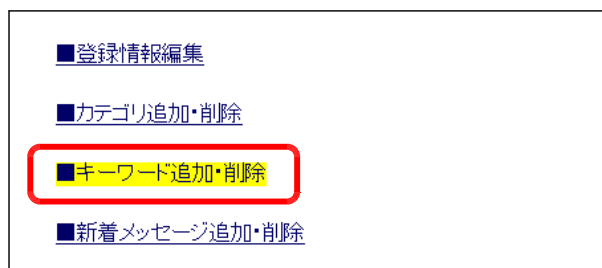 ■登録情報編集
■カテゴリ追加・削除
■キーワード追加・削除
■新着メッセージ追加・削除